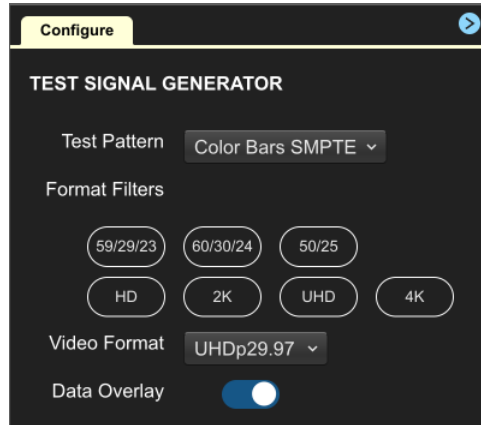 Configure
TEST SIGNAL GENERATOR
Test Pattern Color Bars SMPTE
Format Filters
59/29/23 60/30/24 50/25
HD 2K UHD 4K
Video Format UHDp29.97
Data Overlay